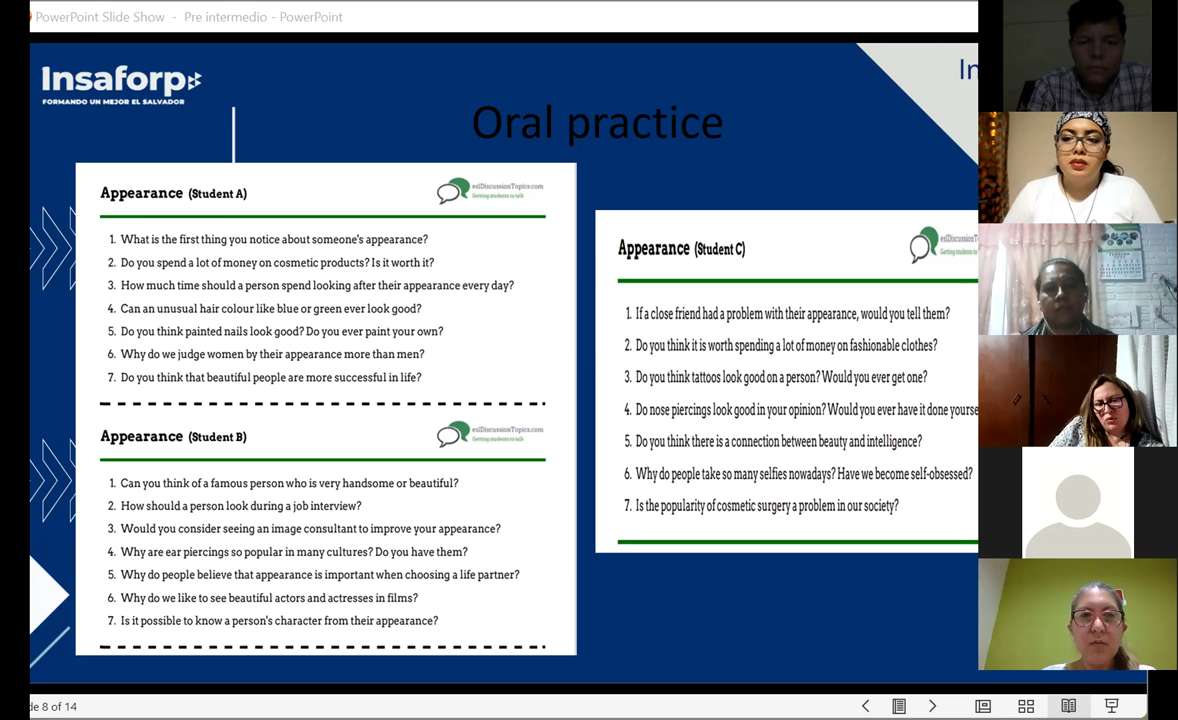 PowerPoint Slide Show - Pre intermedio - PowerPoint
Insaforp
FORMANDO UN MEJOR EL SALVADOR
In
Oral practice
Appearance (Student A)
eslDiscussionTopics.com
Getting students to talk
1. What is the first thing you notice about someone's appearance?
2. Do you spend a lot of money on cosmetic products? Is it worth it?
3. How much time should a person spend looking after their appearance every day?
4. Can an unusual hair colour like blue or green ever look good?
5. Do you think painted nails look good? Do you ever paint your own?
6. Why do we judge women by their appearance more than men?
7. Do you think that beautiful people are more successful in life?
Appearance (Student B)
eslDiscussionTopics.com
Getting students to talk
1. Can you think of a famous person who is very handsome or beautiful?
2. How should a person look during a job interview?
3. Would you consider seeing an image consultant to improve your appearance?
4. Why are ear piercings so popular in many cultures? Do you have them?
5. Why do people believe that appearance is important when choosing a life partner?
6. Why do we like to see beautiful actors and actresses in films?
7. Is it possible to know a person's character from their appearance?
Appearance (Student C)
eslDiscussionT
Getting students to
1. If a close friend had a problem with their appearance, would you tell them?
2. Do you think it is worth spending a lot of money on fashionable clothes?
3. Do you think tattoos look good on a person? Would you ever get one?
4. Do nose piercings look good in your opinion? Would you ever have it done yourse
5. Do you think there is a connection between beauty and intelligence?
6. Why do people take so many selfies nowadays? Have we become self-obsessed?
7. Is the popularity of cosmetic surgery a problem in our society?
de 8 of 14